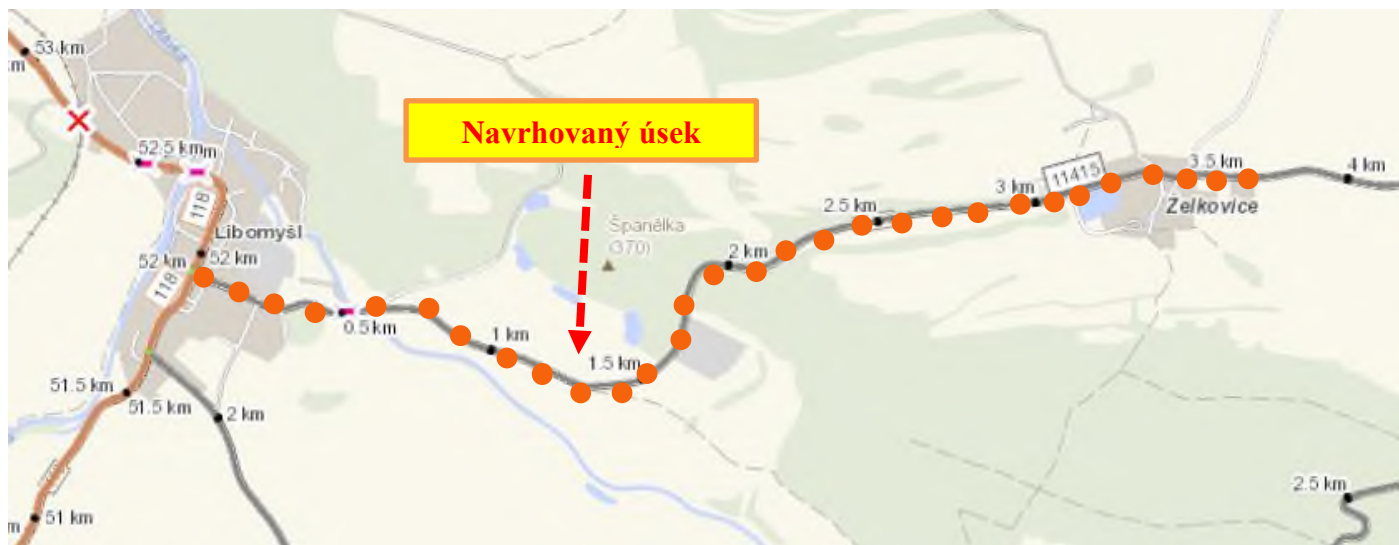 53 km
Navrhovaný úsek
52.5 km
118
Libomyšl
52 km
52 km
118
0.5 km
1 km
1.5 km
Španělka
(370)
2 km
2.5 km
3 km
11415
3.5 km
4 km
Želkovice
51.5 km
51.5 km
2 km
51 km
2.5 km